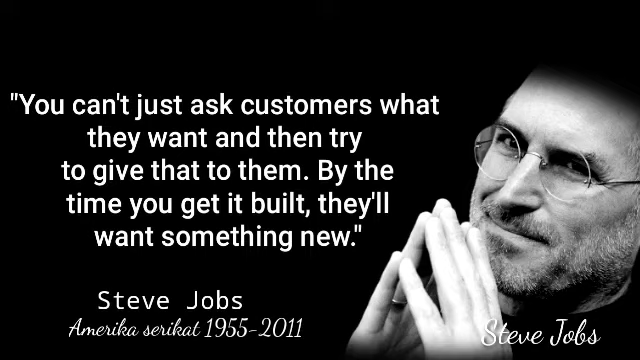 "You can't just ask customers what
they want and then try
to give that to them. By the
time you get it built, they'll
want something new."
Steve Jobs
Amerika serikat 1955-2011
Steve Jobs